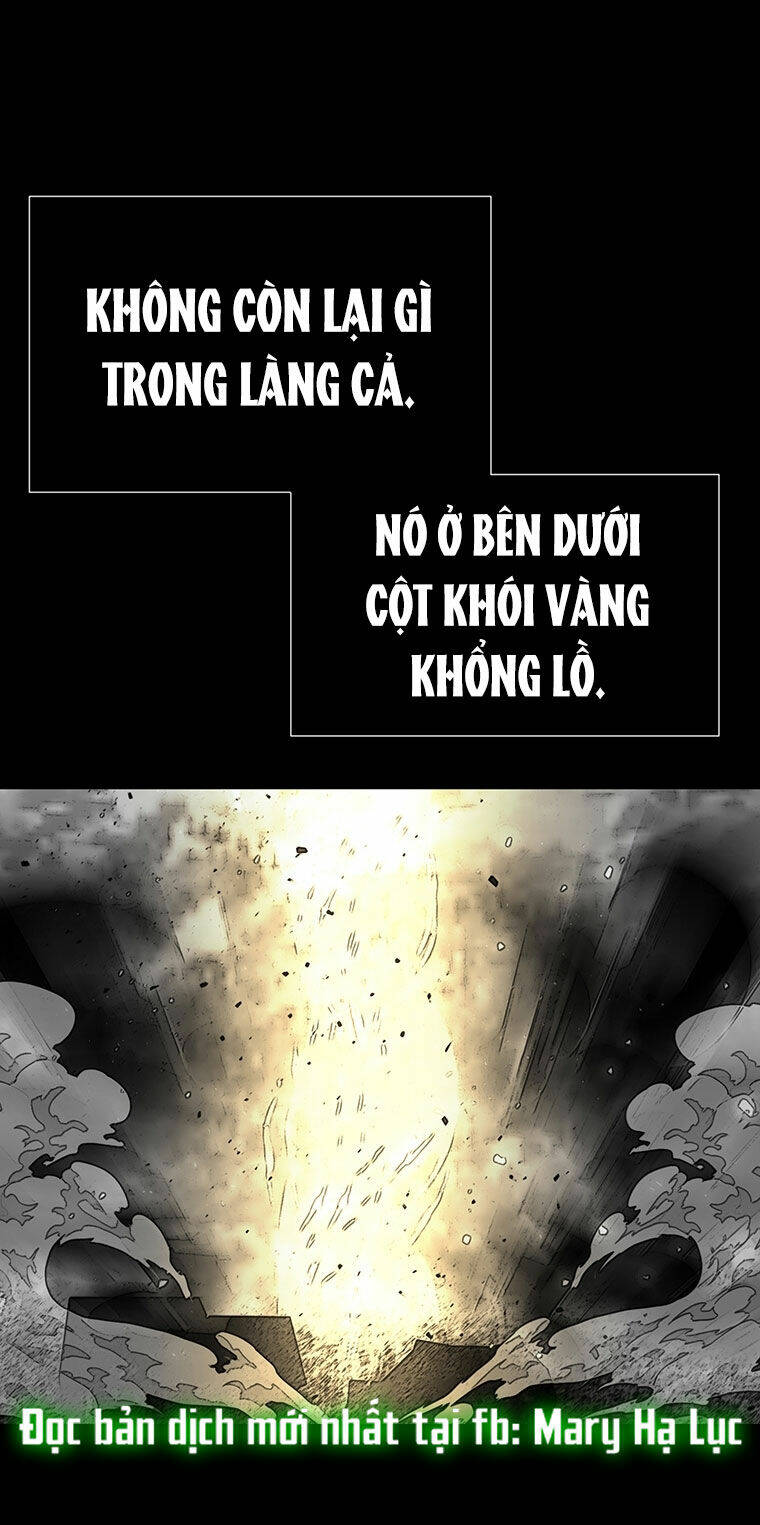 KHÔNG CÒN LẠI GÌ
TRONG LÀNG CẢ.
NÓ Ở BÊN DƯỚI
CỘT KHÓI VÀNG
KHỔNG LỒ.
Đọc bản dịch mới nhất tại fb: Mary Hạ Lục